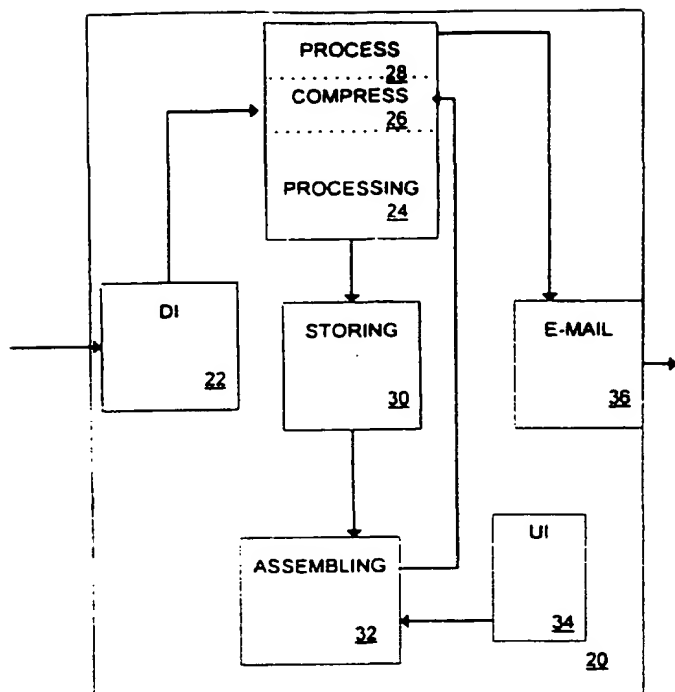 PROCESS
28
COMPRESS
26
PROCESSING
24
DI
22
STORING
30
E-MAIL
36
ASSEMBLING
32
UI
34
20